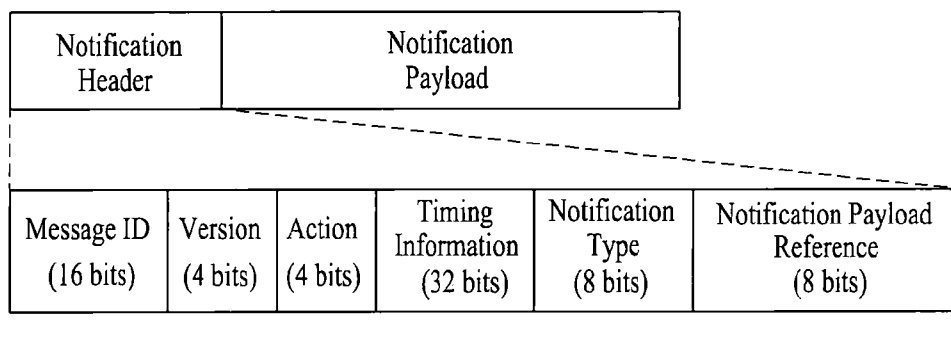 Notification
Header
Notification
Payload
Message ID
(16 bits)
Version
(4 bits)
Action
(4 bits)
Timing
Information
(32 bits)
Notification
Type
(8 bits)
Notification Payload
Reference
(8 bits)